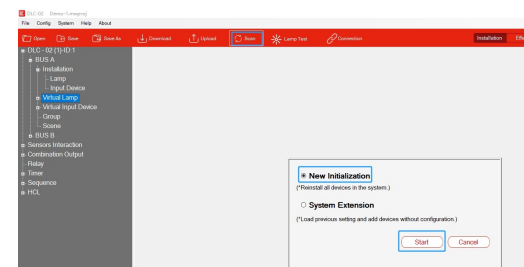 DLC-02 Demo-1.mwproj
File Config System Help About
Open Save Save As Download Upload Scan Lamp Test Connection Installation Effe
DLC-02 (1)-ID:1
BUS A
Installation
Lamp
Input Device
Virtual Lamp
Virtual Input Device
Group
Scene
BUS B
Sensors Interaction
Combination Output
Relay
Timer
Sequence
HCL
New Initialization
(*Reinstall all devices in the system.)
System Extension
(*Load previous setting and add devices without configuration.)
Start Cancel